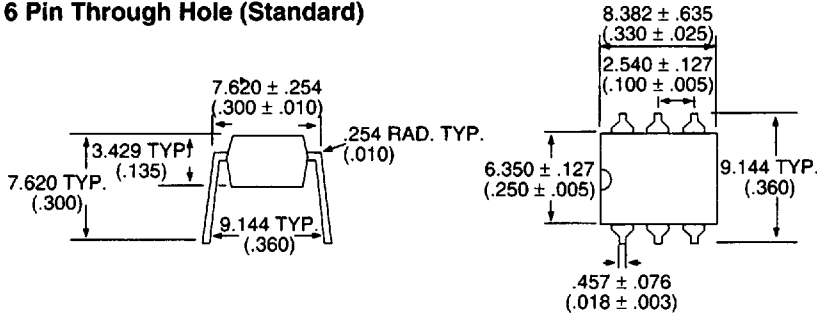 6 Pin Through Hole (Standard)
7.620 ± .254
(.300 ± .010)
3.429 TYP.
(.135)
7.620 TYP.
(.300)
.254 RAD. TYP.
(.010)
9.144 TYP.
(.360)
8.382 ± .635
(.330 ± .025)
2.540 ± .127
(.100 ± .005)
6.350 ± .127
(.250 ± .005)
9.144 TYP.
(.360)
.457 ± .076
(.018 ± .003)